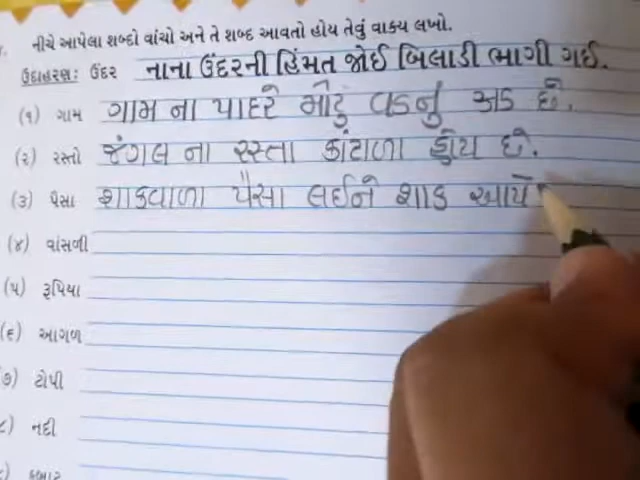 નીચે આપેલા શબ્દો વાંચો અને તે શબ્દ આવતો હોય તેવું વાક્ય લખો.
ઉદાહરણ: ઉંદર નાના ઉંદરની હિંમત જોઈ બિલાડી ભાગી ગઈ.
(૧) ગામ ગામ ના પાદરે મોટું વડનું ઝાડ છે.
(૨) રસ્તો જંગલ ના રસ્તા કાંટાળા હોય છે.
(૩) પૈસા શાકવાળા પૈસા લઈને શાક આપે
(૪) વાંસળી
(૫) રૂપિયા
(૬) આગળ
૭) ટોપી
૮) નદી